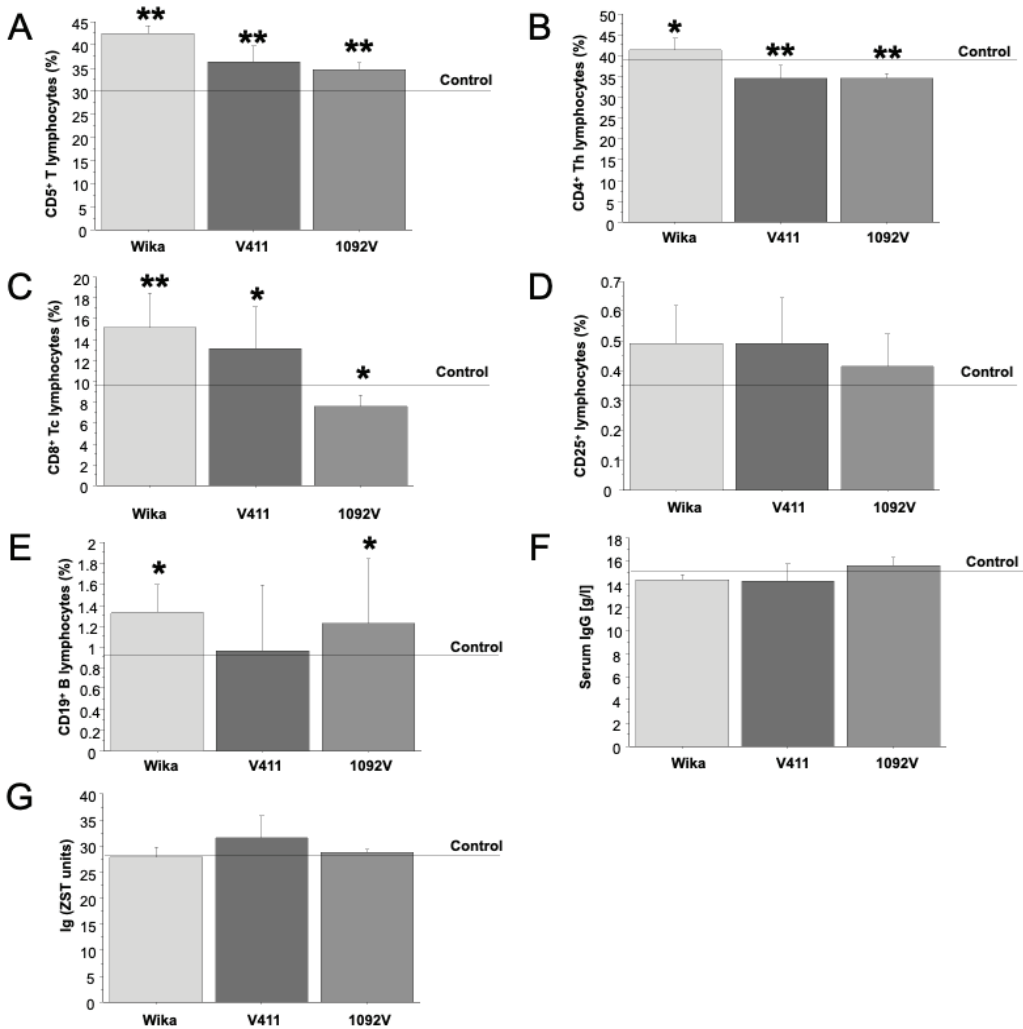 A
CD5⁺ T lymphocytes (%)
45
40
35
30
25
20
15
10
5
0
** ** **
Control
Wika V411 1092V
B
CD4⁺ Th lymphocytes (%)
50
45
40
35
30
25
20
15
10
5
0
* ** **
Control
Wika V411 1092V
C
CD8⁺ Tc lymphocytes (%)
20
18
16
14
12
10
8
6
4
2
0
** * *
Control
Wika V411 1092V
D
CD25⁺ lymphocytes (%)
0.7
0.6
0.5
0.4
0.3
0.2
0.1
0
Control
Wika V411 1092V
E
CD19⁺ B lymphocytes (%)
2
1.8
1.6
1.4
1.2
1
0.8
0.6
0.4
0.2
0
* *
Control
Wika V411 1092V
F
Serum IgG [g/l]
18
16
14
12
10
8
6
4
2
0
Control
Wika V411 1092V
G
Ig (ZST units)
40
35
30
25
20
15
10
5
0
Control
Wika V411 1092V